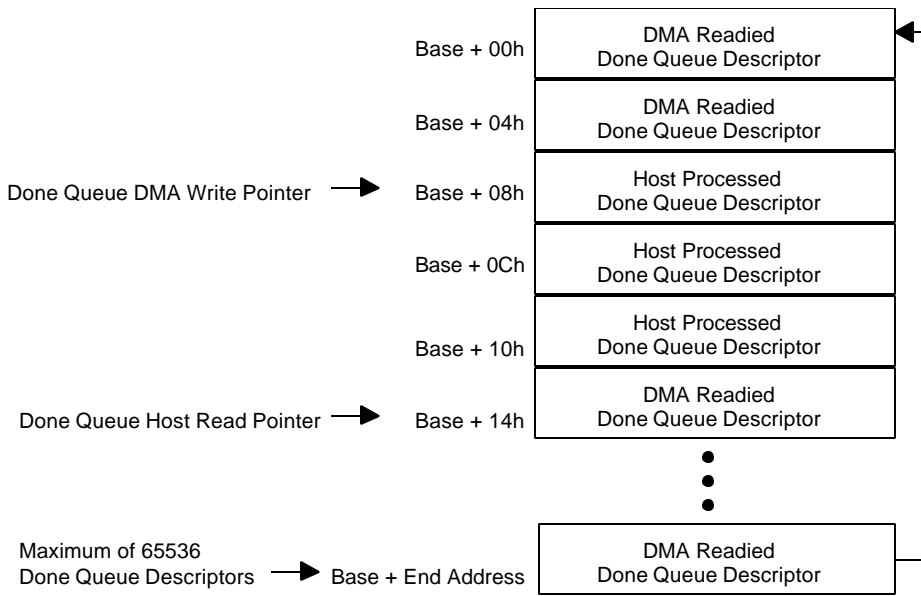 Base + 00h
DMA Readied
Done Queue Descriptor
Base + 04h
DMA Readied
Done Queue Descriptor
Done Queue DMA Write Pointer
Base + 08h
Host Processed
Done Queue Descriptor
Base + 0Ch
Host Processed
Done Queue Descriptor
Base + 10h
Host Processed
Done Queue Descriptor
Done Queue Host Read Pointer
Base + 14h
DMA Readied
Done Queue Descriptor
Maximum of 65536
Done Queue Descriptors
Base + End Address
DMA Readied
Done Queue Descriptor